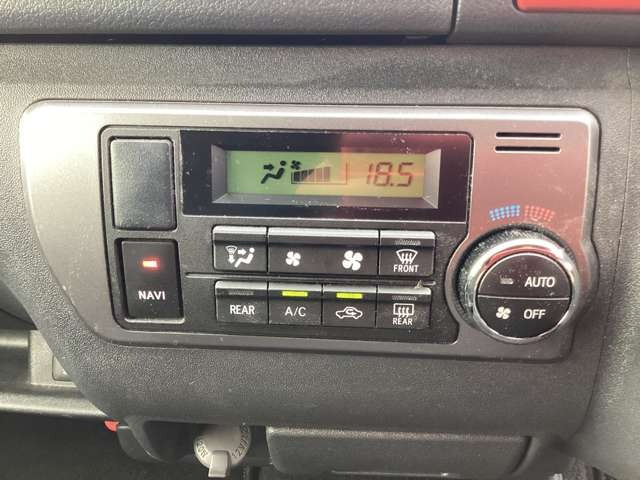 18.5
FRONT
AUTO
OFF
NAVI
REAR
A/C
REAR